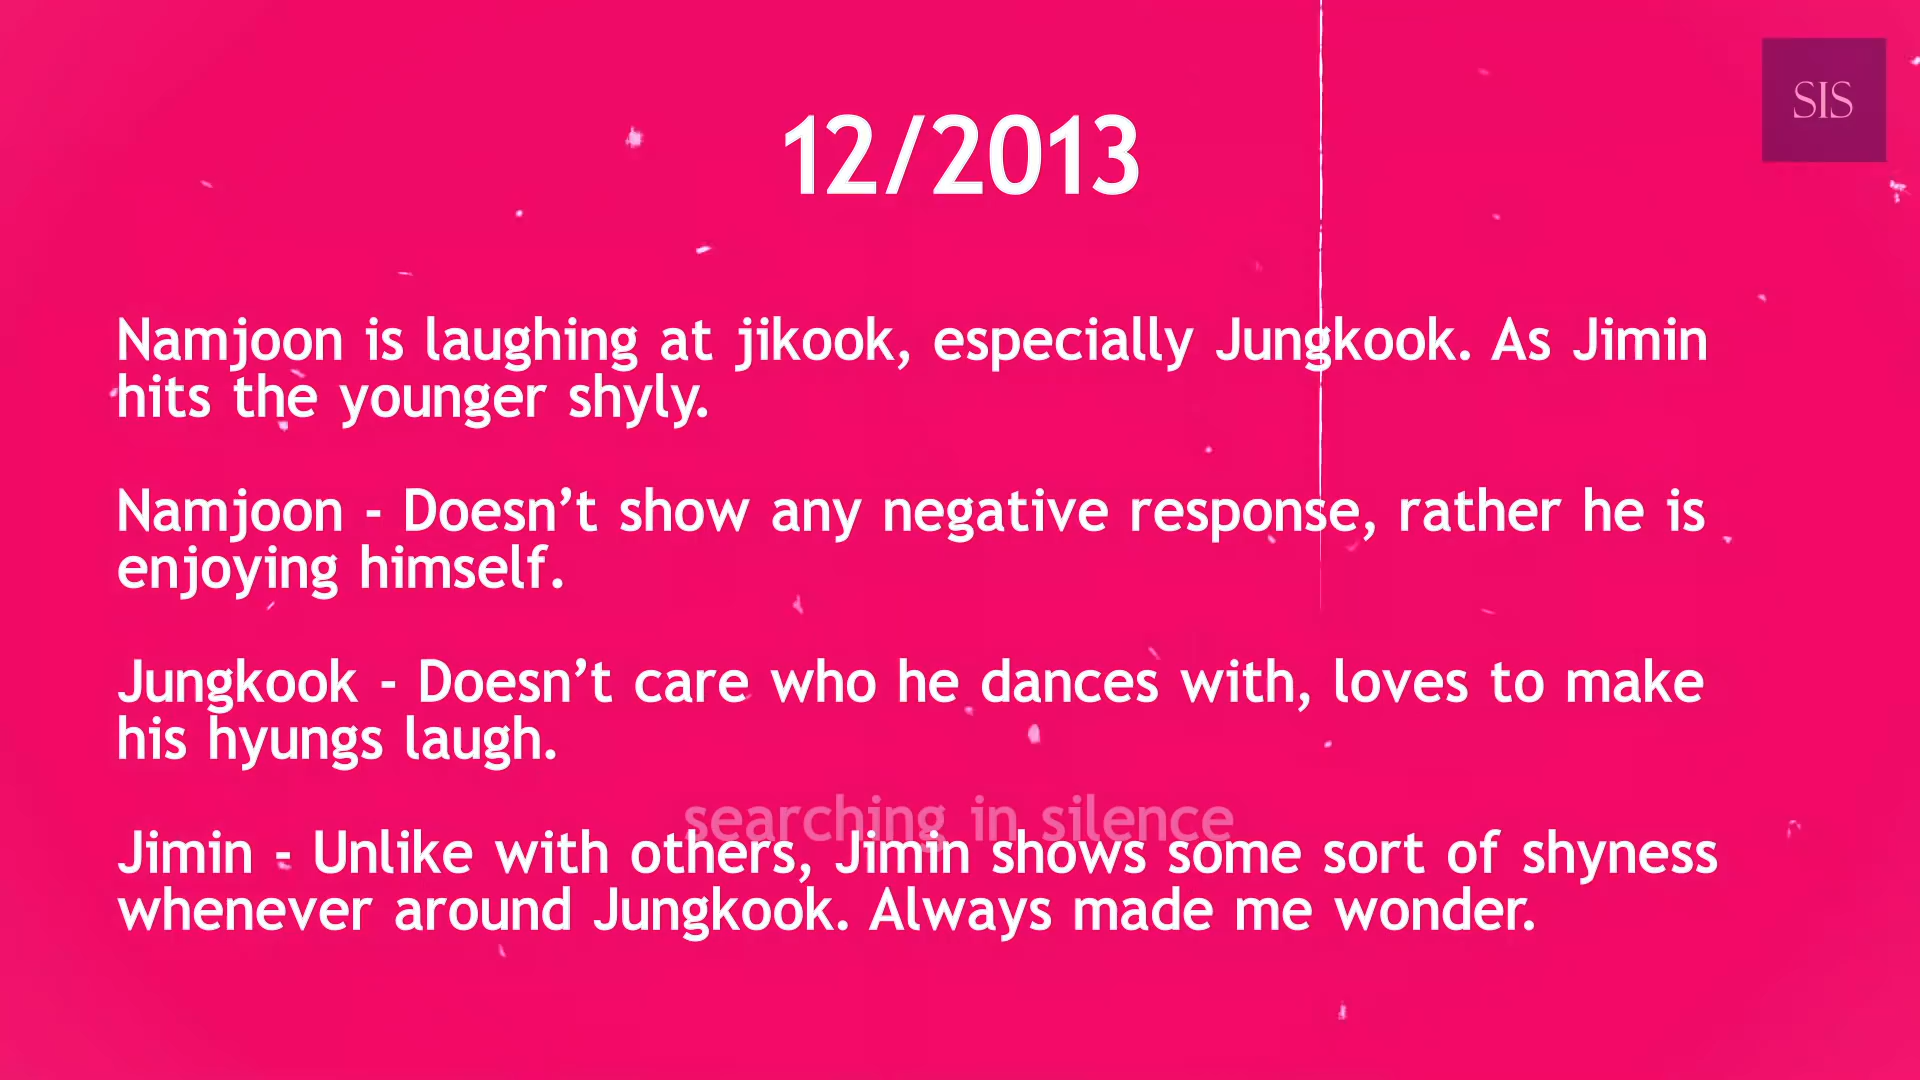 SIS
12/2013
Namjoon is laughing at jikook, especially Jungkook. As Jimin
hits the younger shyly.
Namjoon - Doesn’t show any negative response, rather he is
enjoying himself.
Jungkook - Doesn’t care who he dances with, loves to make
his hyungs laugh.
searching in silence
Jimin - Unlike with others, Jimin shows some sort of shyness
whenever around Jungkook. Always made me wonder.